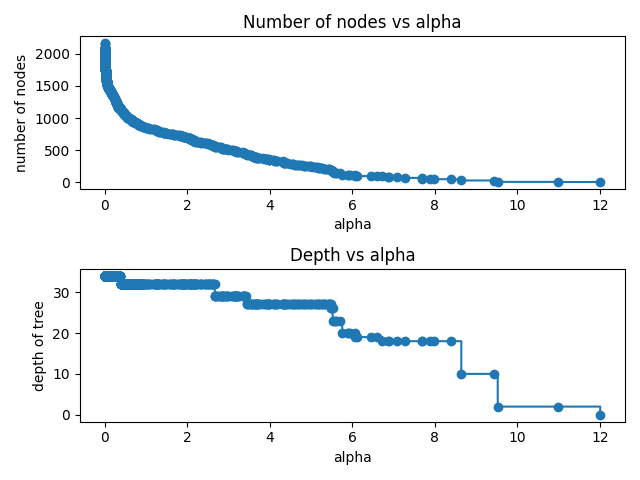 Number of nodes vs alpha
number of nodes
2000
1500
1000
500
0
0 2 4 6 8 10 12
alpha
Depth vs alpha
depth of tree
30
20
10
0
0 2 4 6 8 10 12
alpha